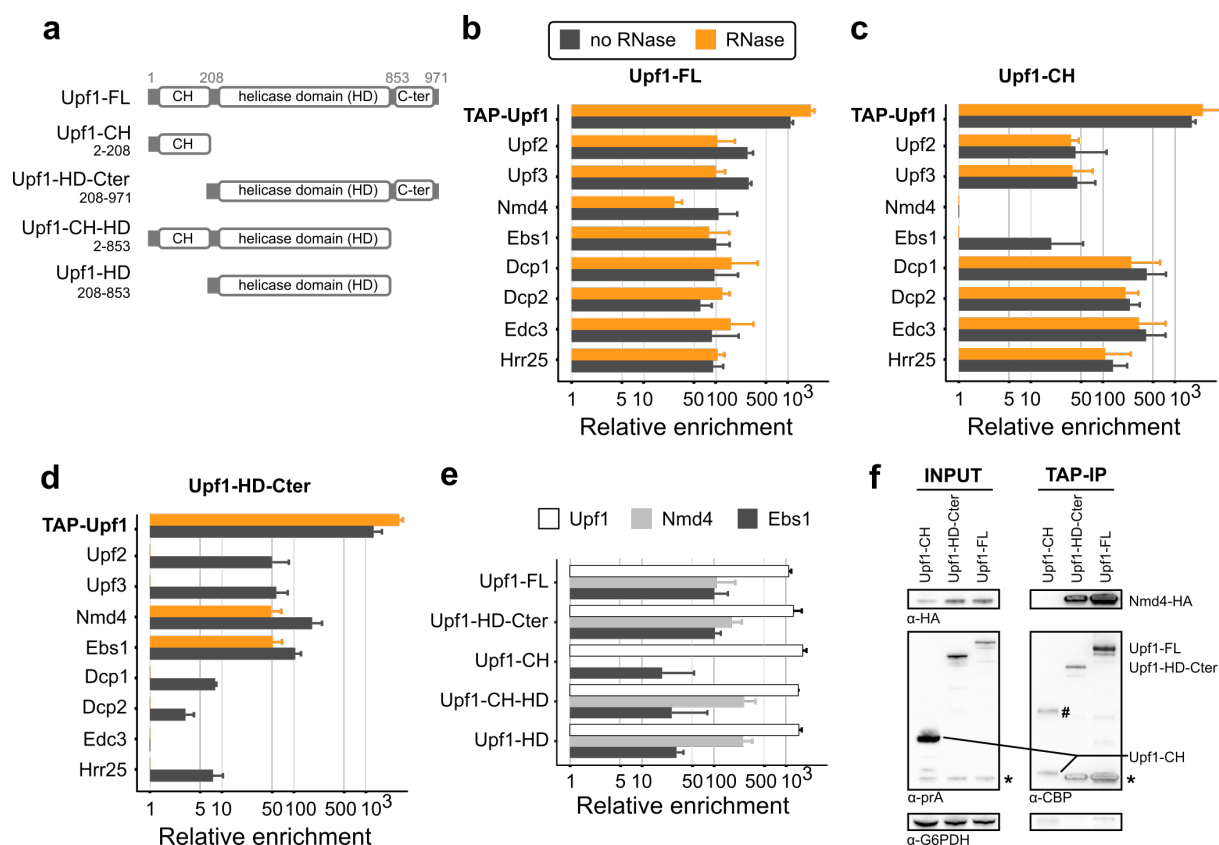 a
1 208 853 971
Upf1-FL CH helicase domain (HD) C-ter
Upf1-CH CH
2-208
Upf1-HD-Cter helicase domain (HD) C-ter
208-971
Upf1-CH-HD CH helicase domain (HD)
2-853
Upf1-HD helicase domain (HD)
208-853
b
no RNase RNase
Upf1-FL
TAP-Upf1
Upf2
Upf3
Nmd4
Ebs1
Dcp1
Dcp2
Edc3
Hrr25
1 5 10 50 100 500 10³
Relative enrichment
c
Upf1-CH
TAP-Upf1
Upf2
Upf3
Nmd4
Ebs1
Dcp1
Dcp2
Edc3
Hrr25
1 5 10 50 100 500 10³
Relative enrichment
d
Upf1-HD-Cter
TAP-Upf1
Upf2
Upf3
Nmd4
Ebs1
Dcp1
Dcp2
Edc3
Hrr25
1 5 10 50 100 500 10³
Relative enrichment
e
Upf1 Nmd4 Ebs1
Upf1-FL
Upf1-HD-Cter
Upf1-CH
Upf1-CH-HD
Upf1-HD
1 5 10 50 100 500 10³
Relative enrichment
f
INPUT TAP-IP
Upf1-CH Upf1-HD-Cter Upf1-FL Upf1-CH Upf1-HD-Cter Upf1-FL
Nmd4-HA
α-HA
Upf1-FL
Upf1-HD-Cter
#
Upf1-CH
* *
α-prA α-CBP
α-G6PDH